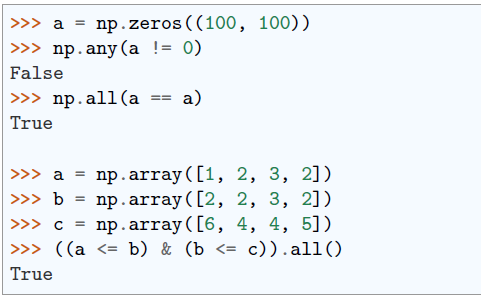 >>> a = np.zeros((100, 100))
>>> np.any(a != 0)
False
>>> np.all(a == a)
True
>>> a = np.array([1, 2, 3, 2])
>>> b = np.array([2, 2, 3, 2])
>>> c = np.array([6, 4, 4, 5])
>>> ((a <= b) & (b <= c)).all()
True